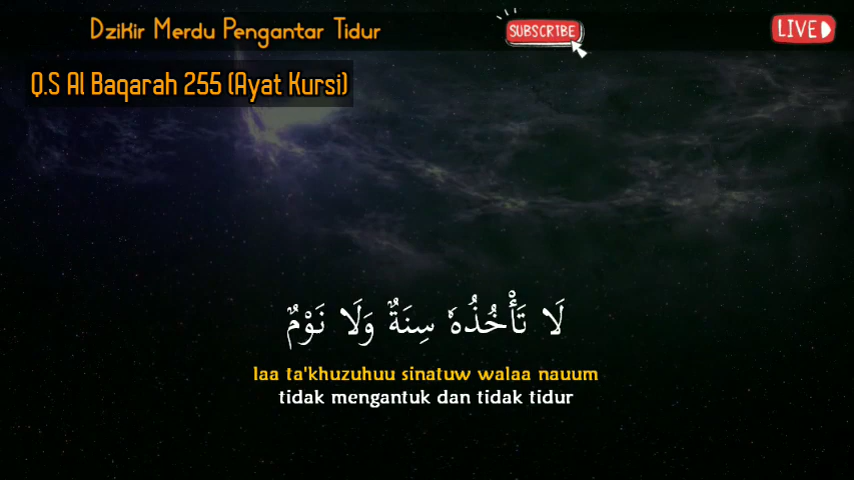 Dzikir Merdu Pengantar Tidur
SUBSCRIBE
LIVE
Q.S Al Baqarah 255 (Ayat Kursi)
لَا تَأْخُذُهٗ سِنَةٌ وَلَا نَوْمٌ
laa ta'khuzuhuu sinatuw walaa nauum
tidak mengantuk dan tidak tidur